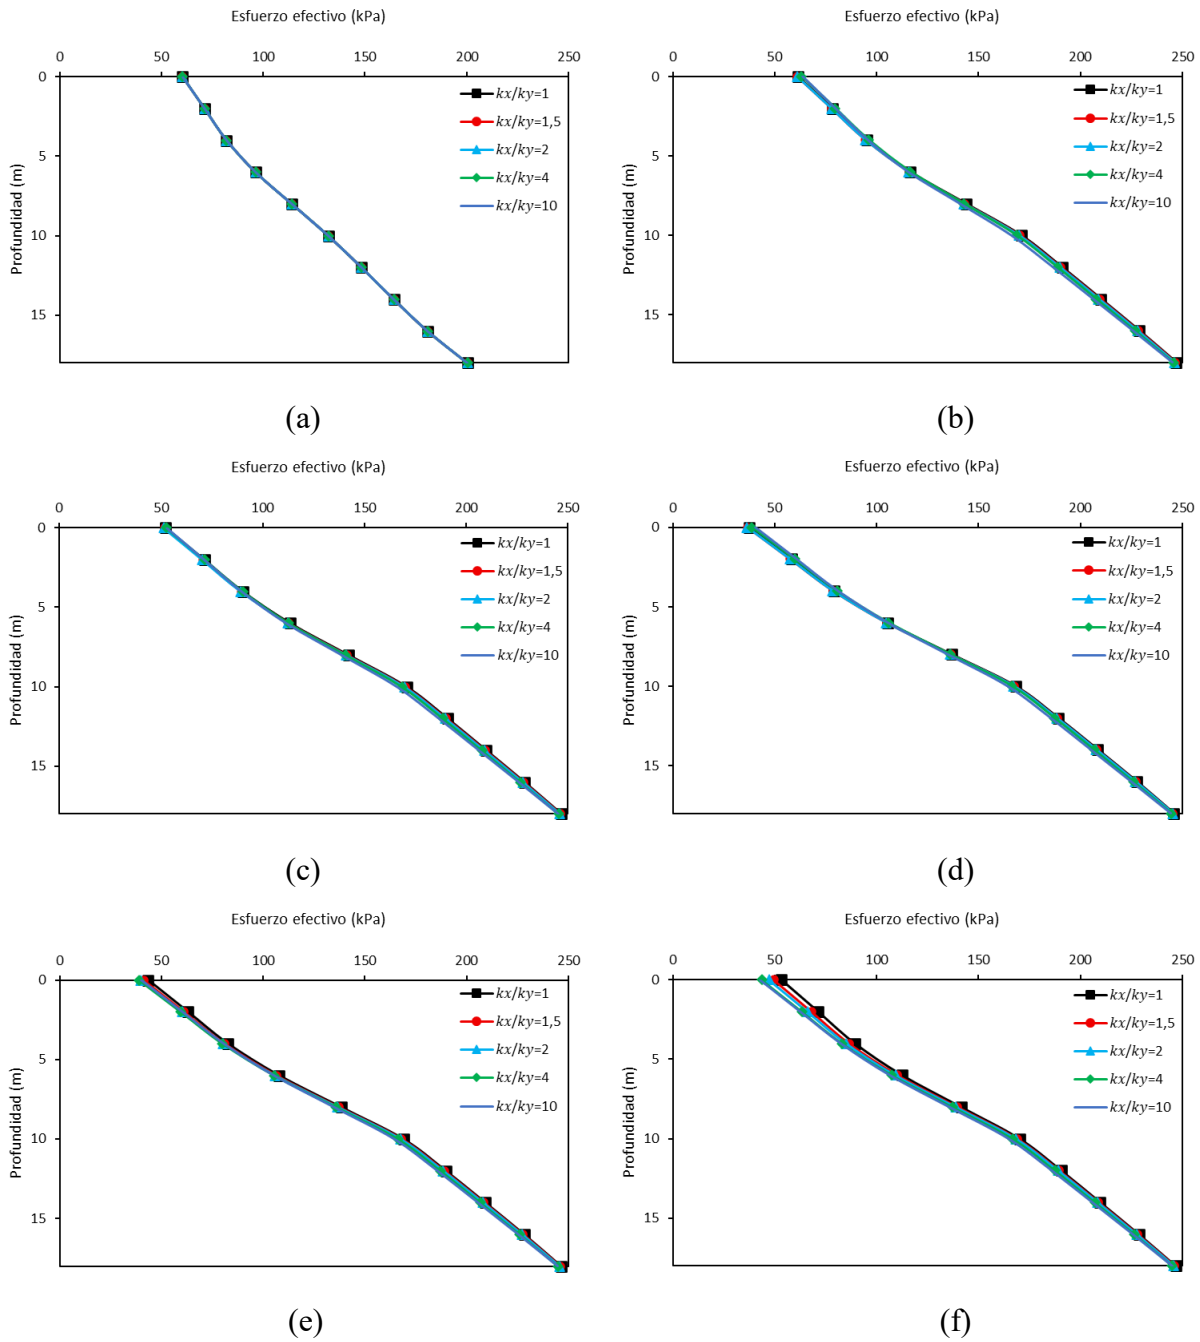 Esfuerzo efectivo (kPa)
0 50 100 150 200 250
0
5
10
15
Profundidad (m)
kx/ky=1
kx/ky=1,5
kx/ky=2
kx/ky=4
kx/ky=10
(a)
Esfuerzo efectivo (kPa)
0 50 100 150 200 250
0
5
10
15
Profundidad (m)
kx/ky=1
kx/ky=1,5
kx/ky=2
kx/ky=4
kx/ky=10
(b)
Esfuerzo efectivo (kPa)
0 50 100 150 200 250
0
5
10
15
Profundidad (m)
kx/ky=1
kx/ky=1,5
kx/ky=2
kx/ky=4
kx/ky=10
(c)
Esfuerzo efectivo (kPa)
0 50 100 150 200 250
0
5
10
15
Profundidad (m)
kx/ky=1
kx/ky=1,5
kx/ky=2
kx/ky=4
kx/ky=10
(d)
Esfuerzo efectivo (kPa)
0 50 100 150 200 250
0
5
10
15
Profundidad (m)
kx/ky=1
kx/ky=1,5
kx/ky=2
kx/ky=4
kx/ky=10
(e)
Esfuerzo efectivo (kPa)
0 50 100 150 200 250
0
5
10
15
Profundidad (m)
kx/ky=1
kx/ky=1,5
kx/ky=2
kx/ky=4
kx/ky=10
(f)